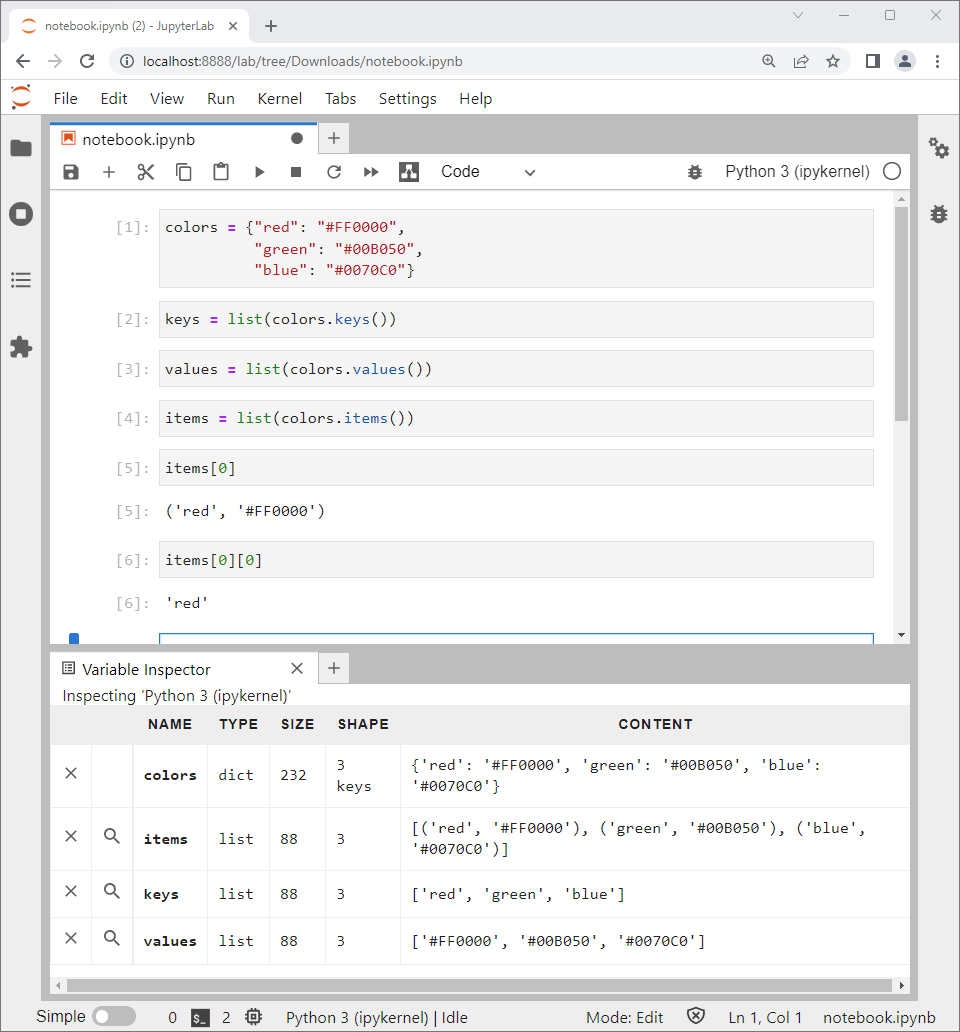 notebook.ipynb (2) - JupyterLab
localhost:8888/lab/tree/Downloads/notebook.ipynb
File Edit View Run Kernel Tabs Settings Help
notebook.ipynb
Code Python 3 (ipykernel)
[1]: colors = {"red": "#FF0000",
"green": "#00B050",
"blue": "#0070C0"}
[2]: keys = list(colors.keys())
[3]: values = list(colors.values())
[4]: items = list(colors.items())
[5]: items[0]
[5]: ('red', '#FF0000')
[6]: items[0][0]
[6]: 'red'
Variable Inspector
Inspecting 'Python 3 (ipykernel)'
NAME TYPE SIZE SHAPE CONTENT
colors dict 232 3 keys {'red': '#FF0000', 'green': '#00B050', 'blue':
'#0070C0'}
items list 88 3 [('red', '#FF0000'), ('green', '#00B050'), ('blue',
'#0070C0')]
keys list 88 3 ['red', 'green', 'blue']
values list 88 3 ['#FF0000', '#00B050', '#0070C0']
Simple 0 $_ 2 Python 3 (ipykernel) | Idle Mode: Edit Ln 1, Col 1 notebook.ipynb